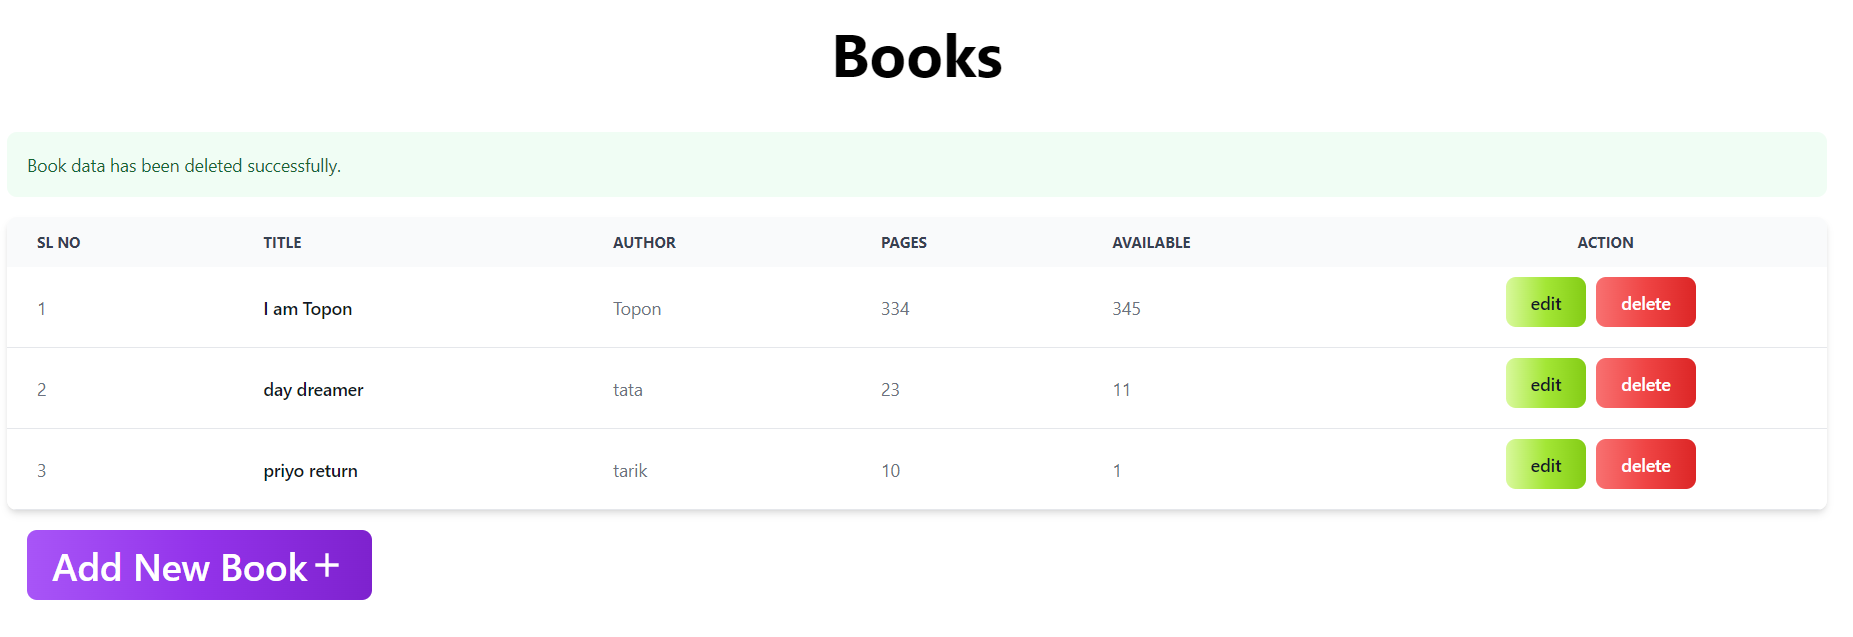 Books
Book data has been deleted successfully.
SL NO TITLE AUTHOR PAGES AVAILABLE ACTION
1 I am Topon Topon 334 345 edit delete
2 day dreamer tata 23 11 edit delete
3 priyo return tarik 10 1 edit delete
Add New Book+